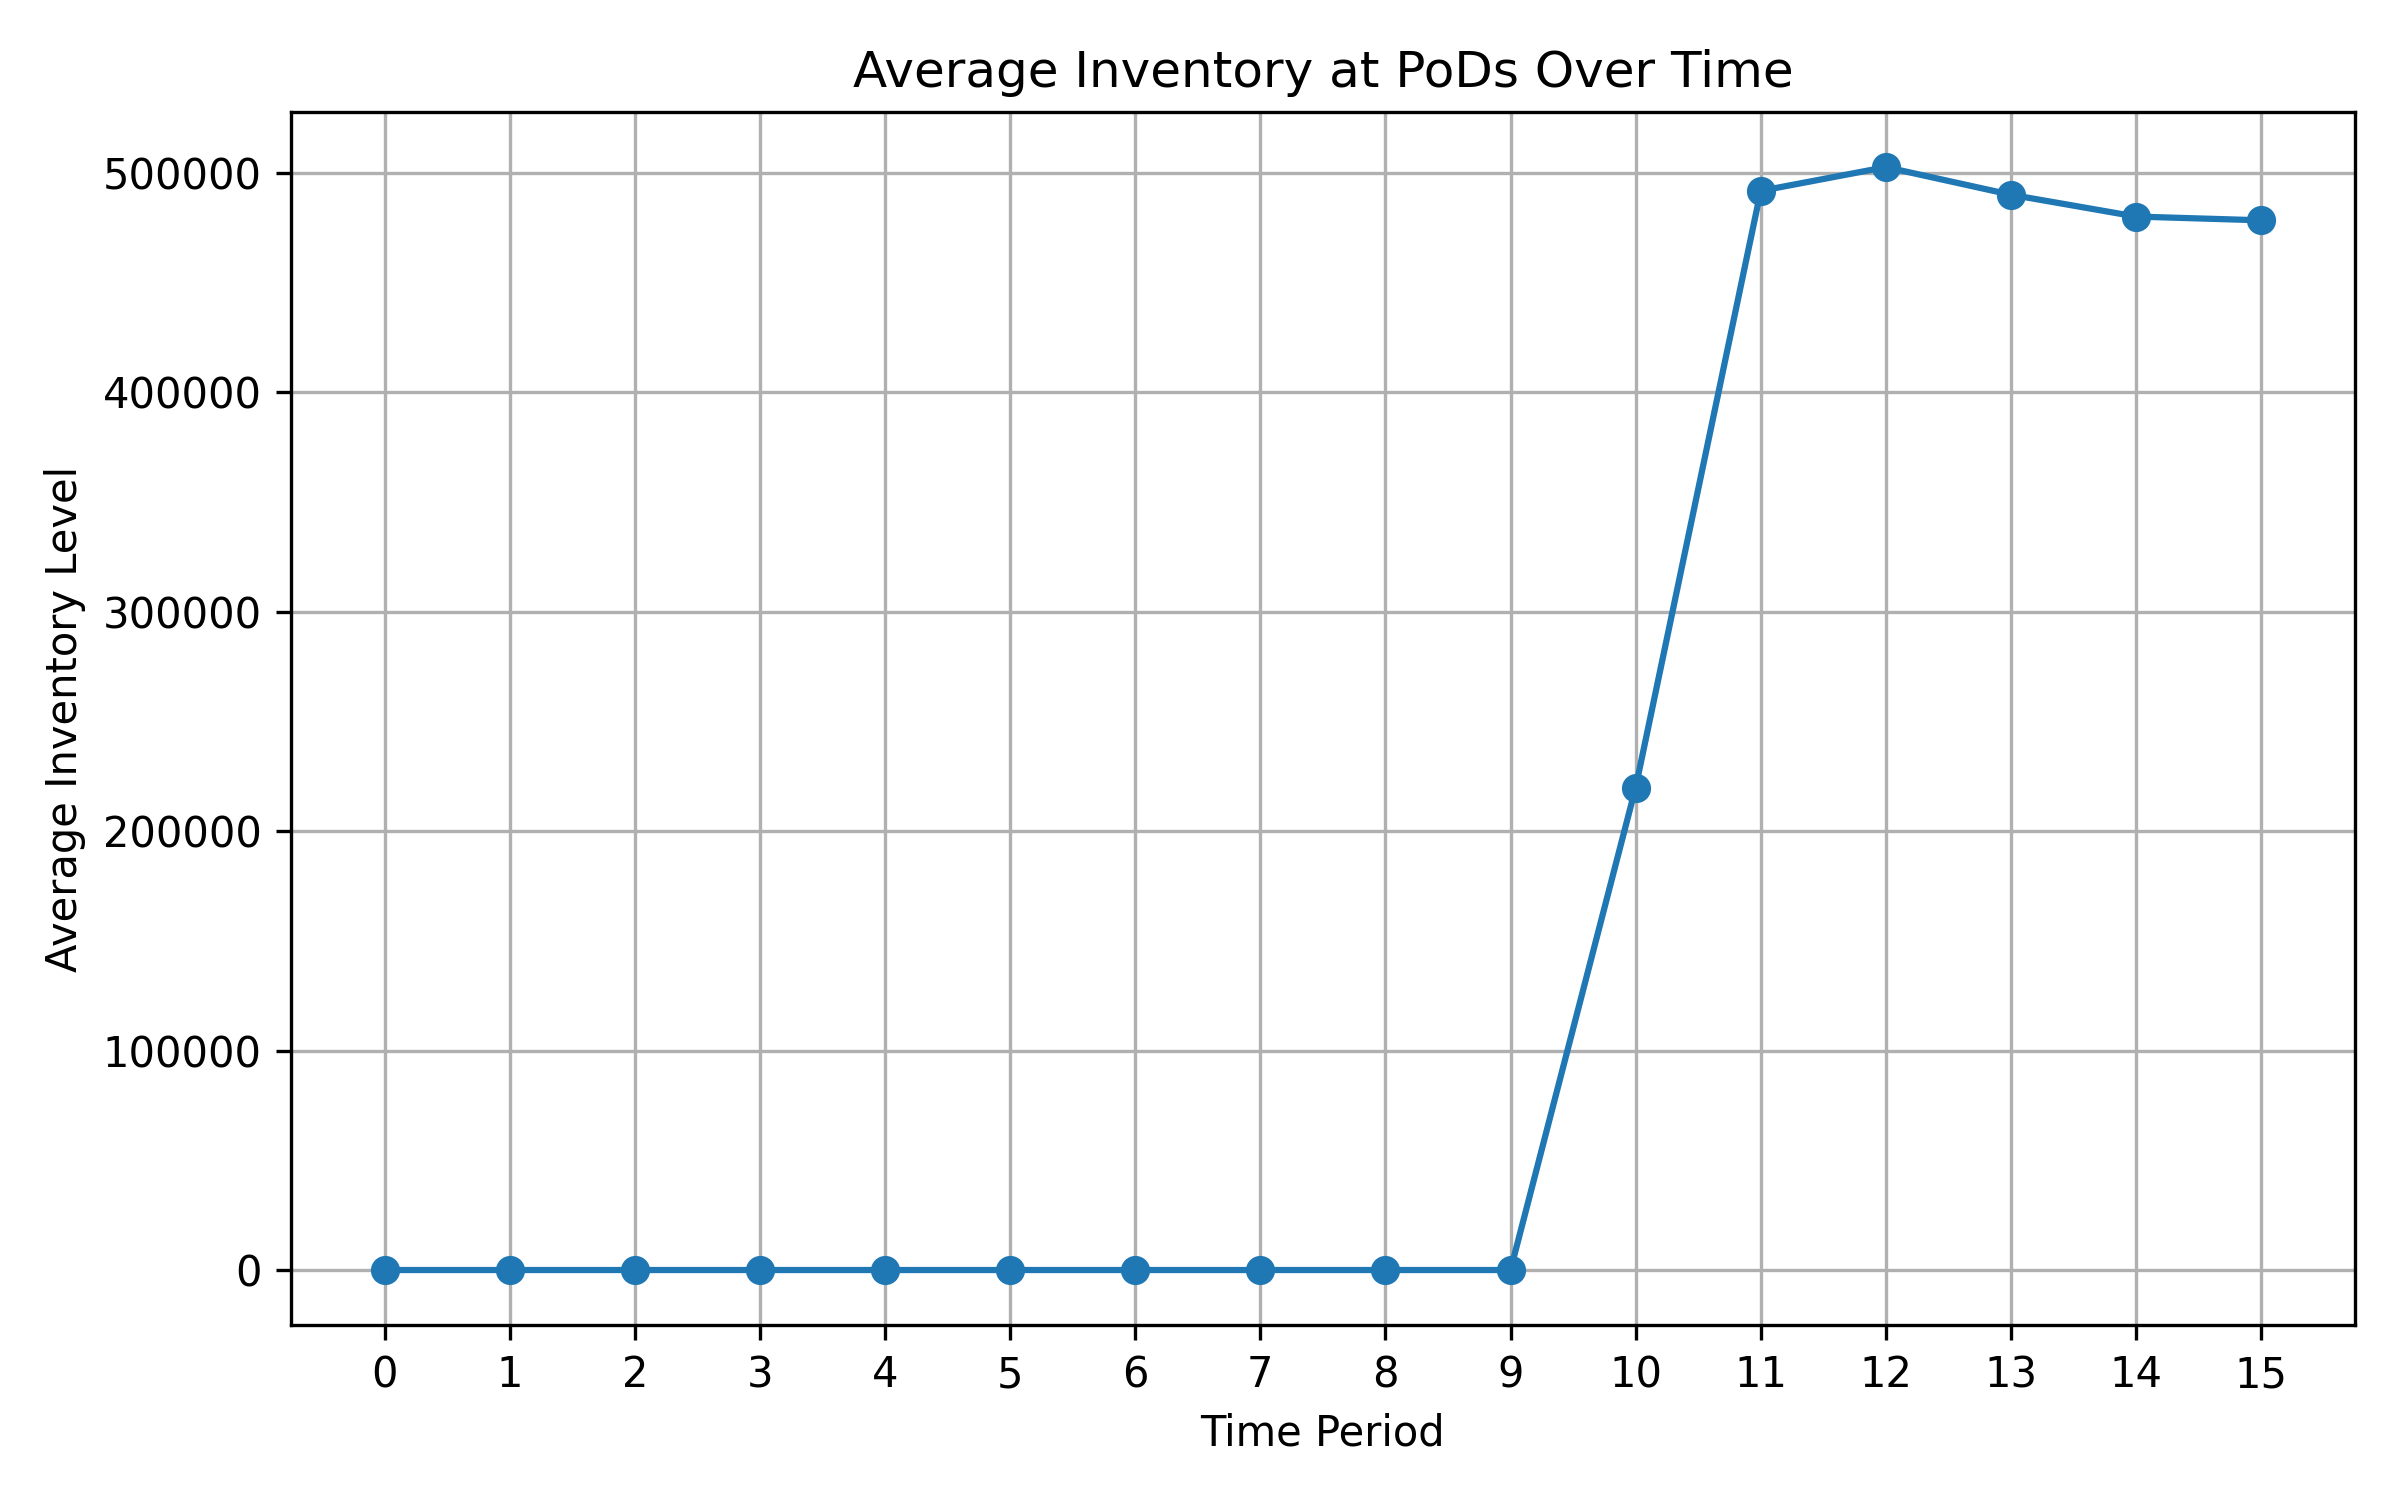 Average Inventory at PoDs Over Time
Average Inventory Level
500000
400000
300000
200000
100000
0
0 1 2 3 4 5 6 7 8 9 10 11 12 13 14 15
Time Period